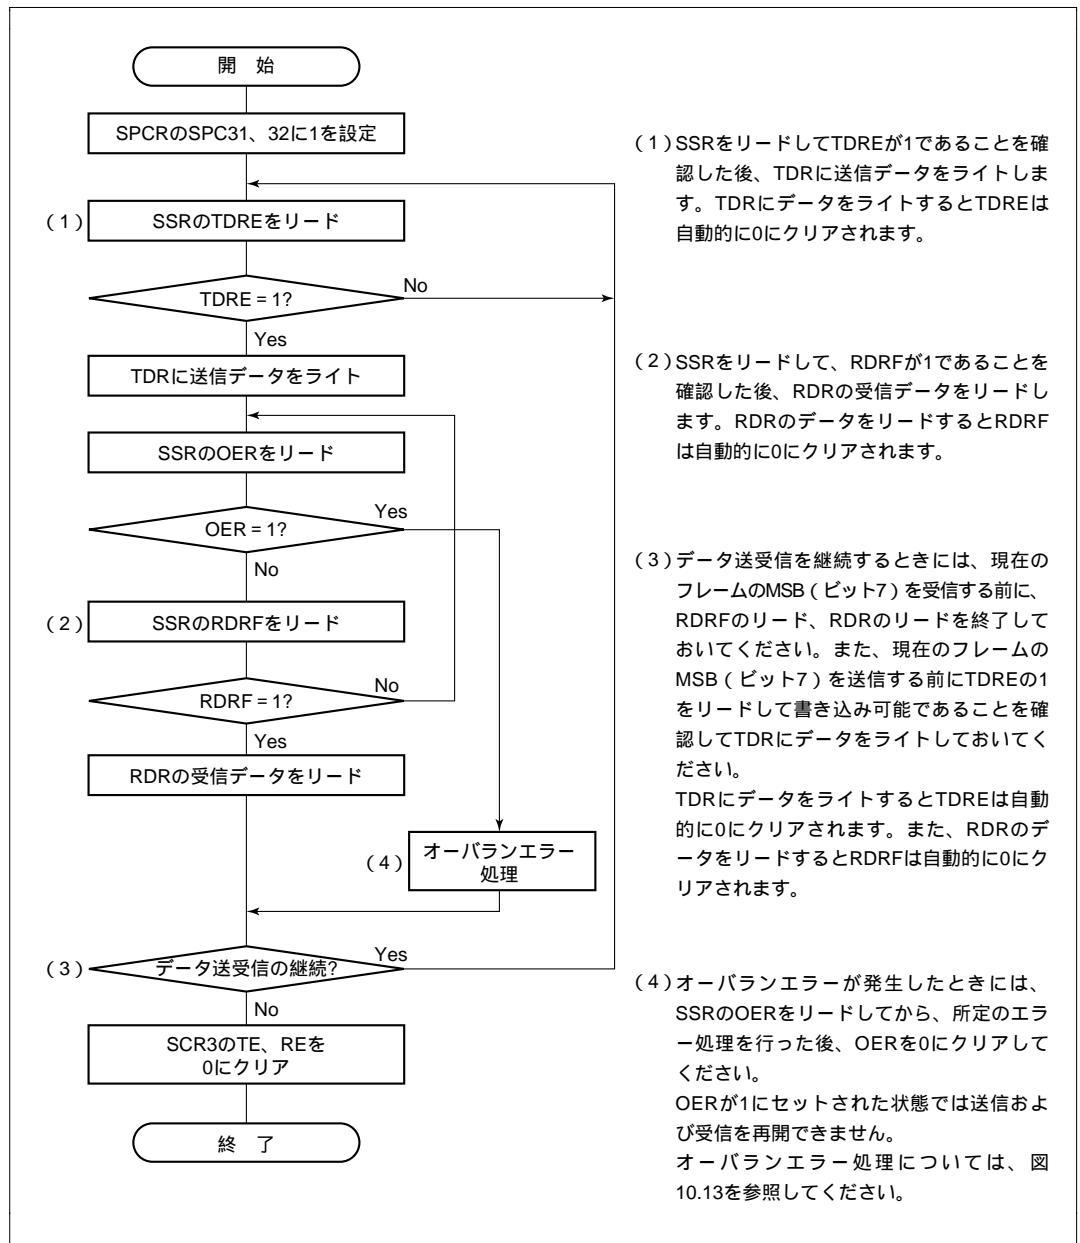 開 始
SPCRのSPC31、32に1を設定
(1)
SSRのTDREをリード
TDRE = 1?
No
Yes
TDRに送信データをライト
SSRのOERをリード
OER = 1?
Yes
No
(2)
SSRのRDRFをリード
RDRF = 1?
No
Yes
RDRの受信データをリード
(4)
オーバランエラー
処理
(3)
データ送受信の継続?
Yes
No
SCR3のTE、REを
0にクリア
終 了
(1)SSRをリードしてTDREが1であることを確
認した後、TDRに送信データをライトしま
す。TDRにデータをライトするとTDREは
自動的に0にクリアされます。
(2)SSRをリードして、RDRFが1であることを
確認した後、RDRの受信データをリードし
ます。RDRのデータをリードするとRDRF
は自動的に0にクリアされます。
(3)データ送受信を継続するときには、現在の
フレームのMSB(ビット7)を受信する前に、
RDRFのリード、RDRのリードを終了して
おいてください。また、現在のフレームの
MSB(ビット7)を送信する前にTDREの1
をリードして書き込み可能であることを確
認してTDRにデータをライトしておいてく
ださい。
TDRにデータをライトするとTDREは自動
的に0にクリアされます。また、RDRのデ
ータをリードするとRDRFは自動的に0にク
リアされます。
(4)オーバランエラーが発生したときには、
SSRのOERをリードしてから、所定のエラ
ー処理を行った後、OERを0にクリアして
ください。
OERが1にセットされた状態では送信およ
び受信を再開できません。
オーバランエラー処理については、図
10.13を参照してください。